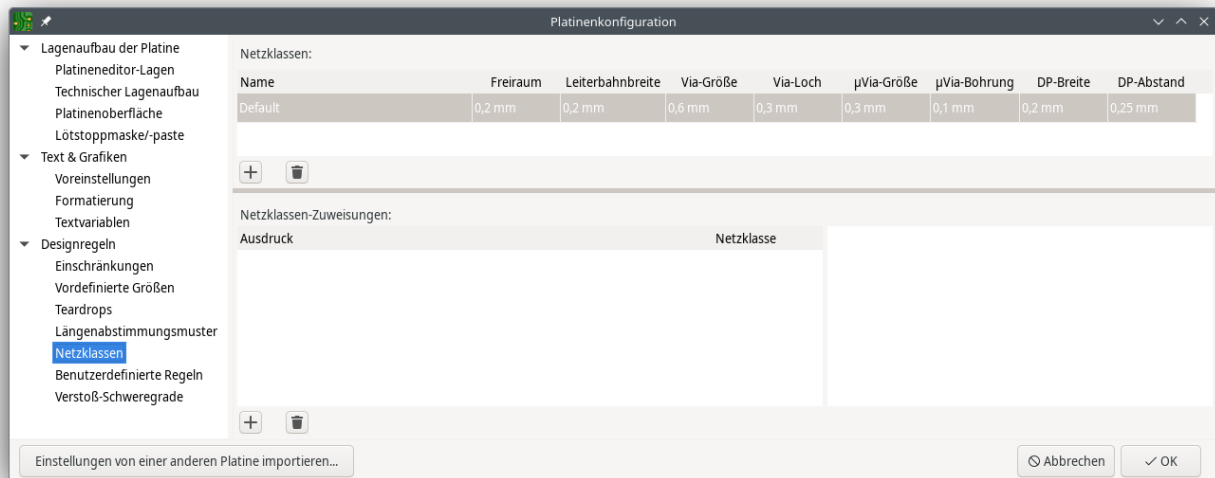 Platinenkonfiguration
Lagenaufbau der Platine
Platineneditor-Lagen
Technischer Lagenaufbau
Platinenoberfläche
Lötstoppmaske/-paste
Text & Grafiken
Voreinstellungen
Formatierung
Textvariablen
Designregeln
Einschränkungen
Vordefinierte Größen
Teardrops
Längenabstimmungsmuster
Netzklassen
Benutzerdefinierte Regeln
Verstoß-Schweregrade
Netzklassen:
Name Freiraum Leiterbahnbreite Via-Größe Via-Loch µVia-Größe µVia-Bohrung DP-Breite DP-Abstand
Default 0,2 mm 0,2 mm 0,6 mm 0,3 mm 0,3 mm 0,1 mm 0,2 mm 0,25 mm
Netzklassen-Zuweisungen:
Ausdruck Netzklasse
Einstellungen von einer anderen Platine importieren... Abbrechen OK